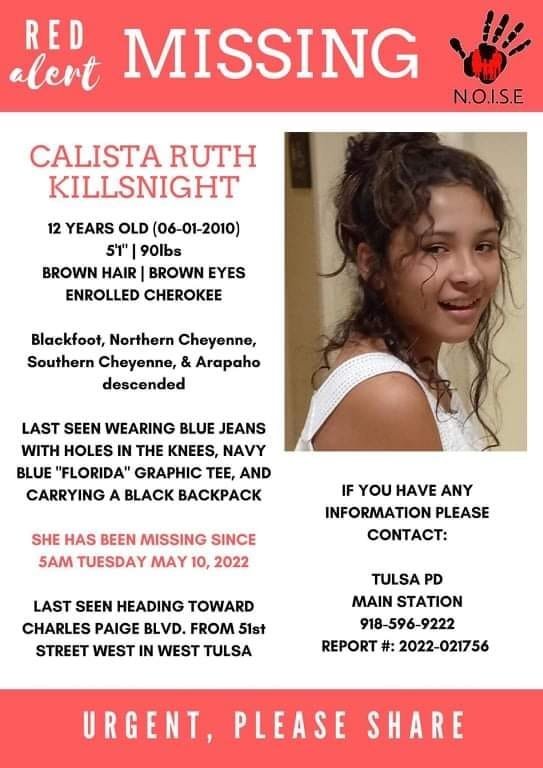 RED
alert
MISSING
N.O.I.S.E
CALISTA RUTH
KILLSNIGHT
12 YEARS OLD (06-01-2010)
5'1" | 90lbs
BROWN HAIR | BROWN EYES
ENROLLED CHEROKEE
Blackfoot, Northern Cheyenne,
Southern Cheyenne, & Arapaho
descended
LAST SEEN WEARING BLUE JEANS
WITH HOLES IN THE KNEES, NAVY
BLUE "FLORIDA" GRAPHIC TEE, AND
CARRYING A BLACK BACKPACK
SHE HAS BEEN MISSING SINCE
5AM TUESDAY MAY 10, 2022
LAST SEEN HEADING TOWARD
CHARLES PAIGE BLVD. FROM 51st
STREET WEST IN WEST TULSA
IF YOU HAVE ANY
INFORMATION PLEASE
CONTACT:
TULSA PD
MAIN STATION
918-596-9222
REPORT #: 2022-021756
URGENT, PLEASE SHARE